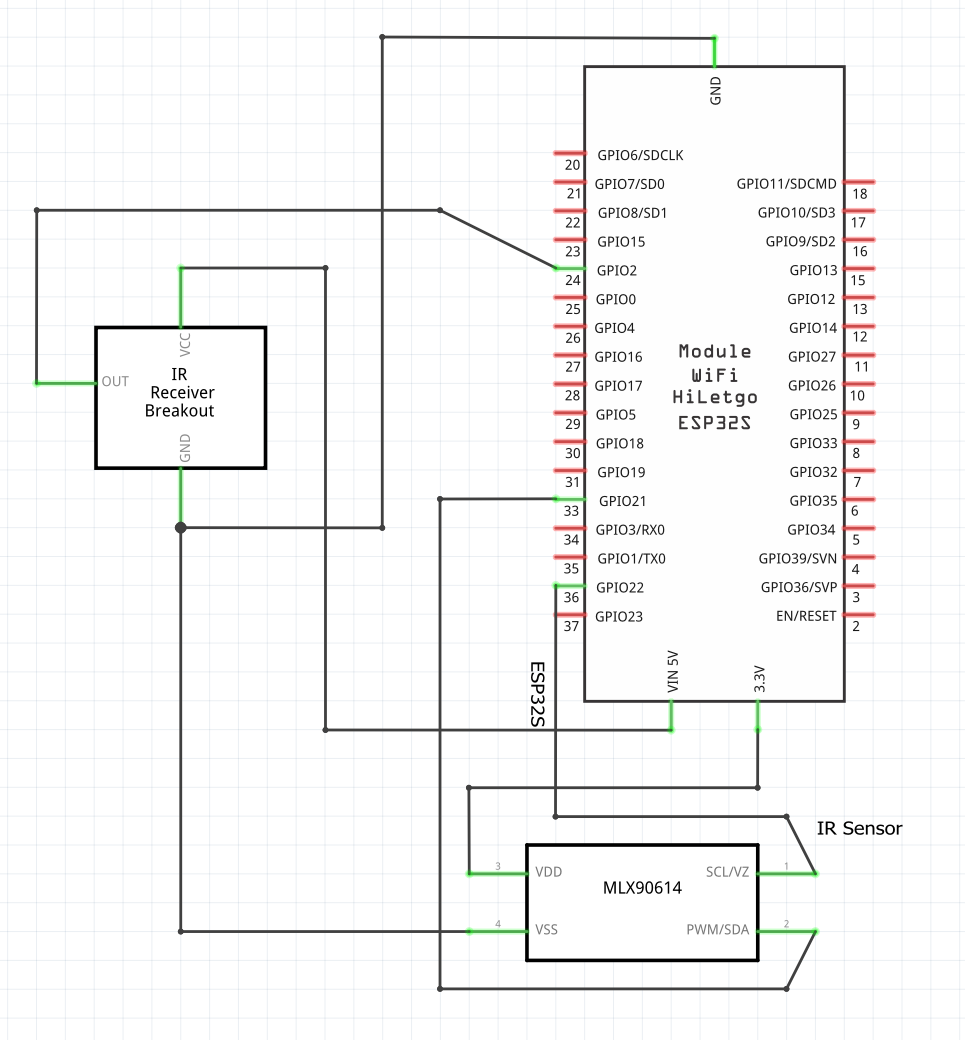 GND
GPIO6/SDCLK
20
GPIO7/SD0
GPIO11/SDCMD
21
18
GPIO8/SD1
GPIO10/SD3
22
17
GPIO15
GPIO9/SD2
23
16
GPIO2
GPIO13
24
15
GPIO0
GPIO12
25
13
GPIO4
GPIO14
26
12
GPIO16
GPIO27
27
11
GPIO17
GPIO26
28
10
GPIO5
GPIO25
29
9
GPIO18
GPIO33
30
8
GPIO19
GPIO32
31
7
GPIO21
GPIO35
33
6
GPIO3/RX0
GPIO34
34
5
GPIO1/TX0
GPIO39/SVN
35
4
GPIO22
GPIO36/SVP
36
3
GPIO23
EN/RESET
37
2
Module
WiFi
HiLetgo
ESP32S
VIN 5V
3.3V
ESP32S
VCC
OUT
IR
Receiver
Breakout
GND
IR Sensor
3
VDD
MLX90614
SCL/VZ
1
4
VSS
PWM/SDA
2